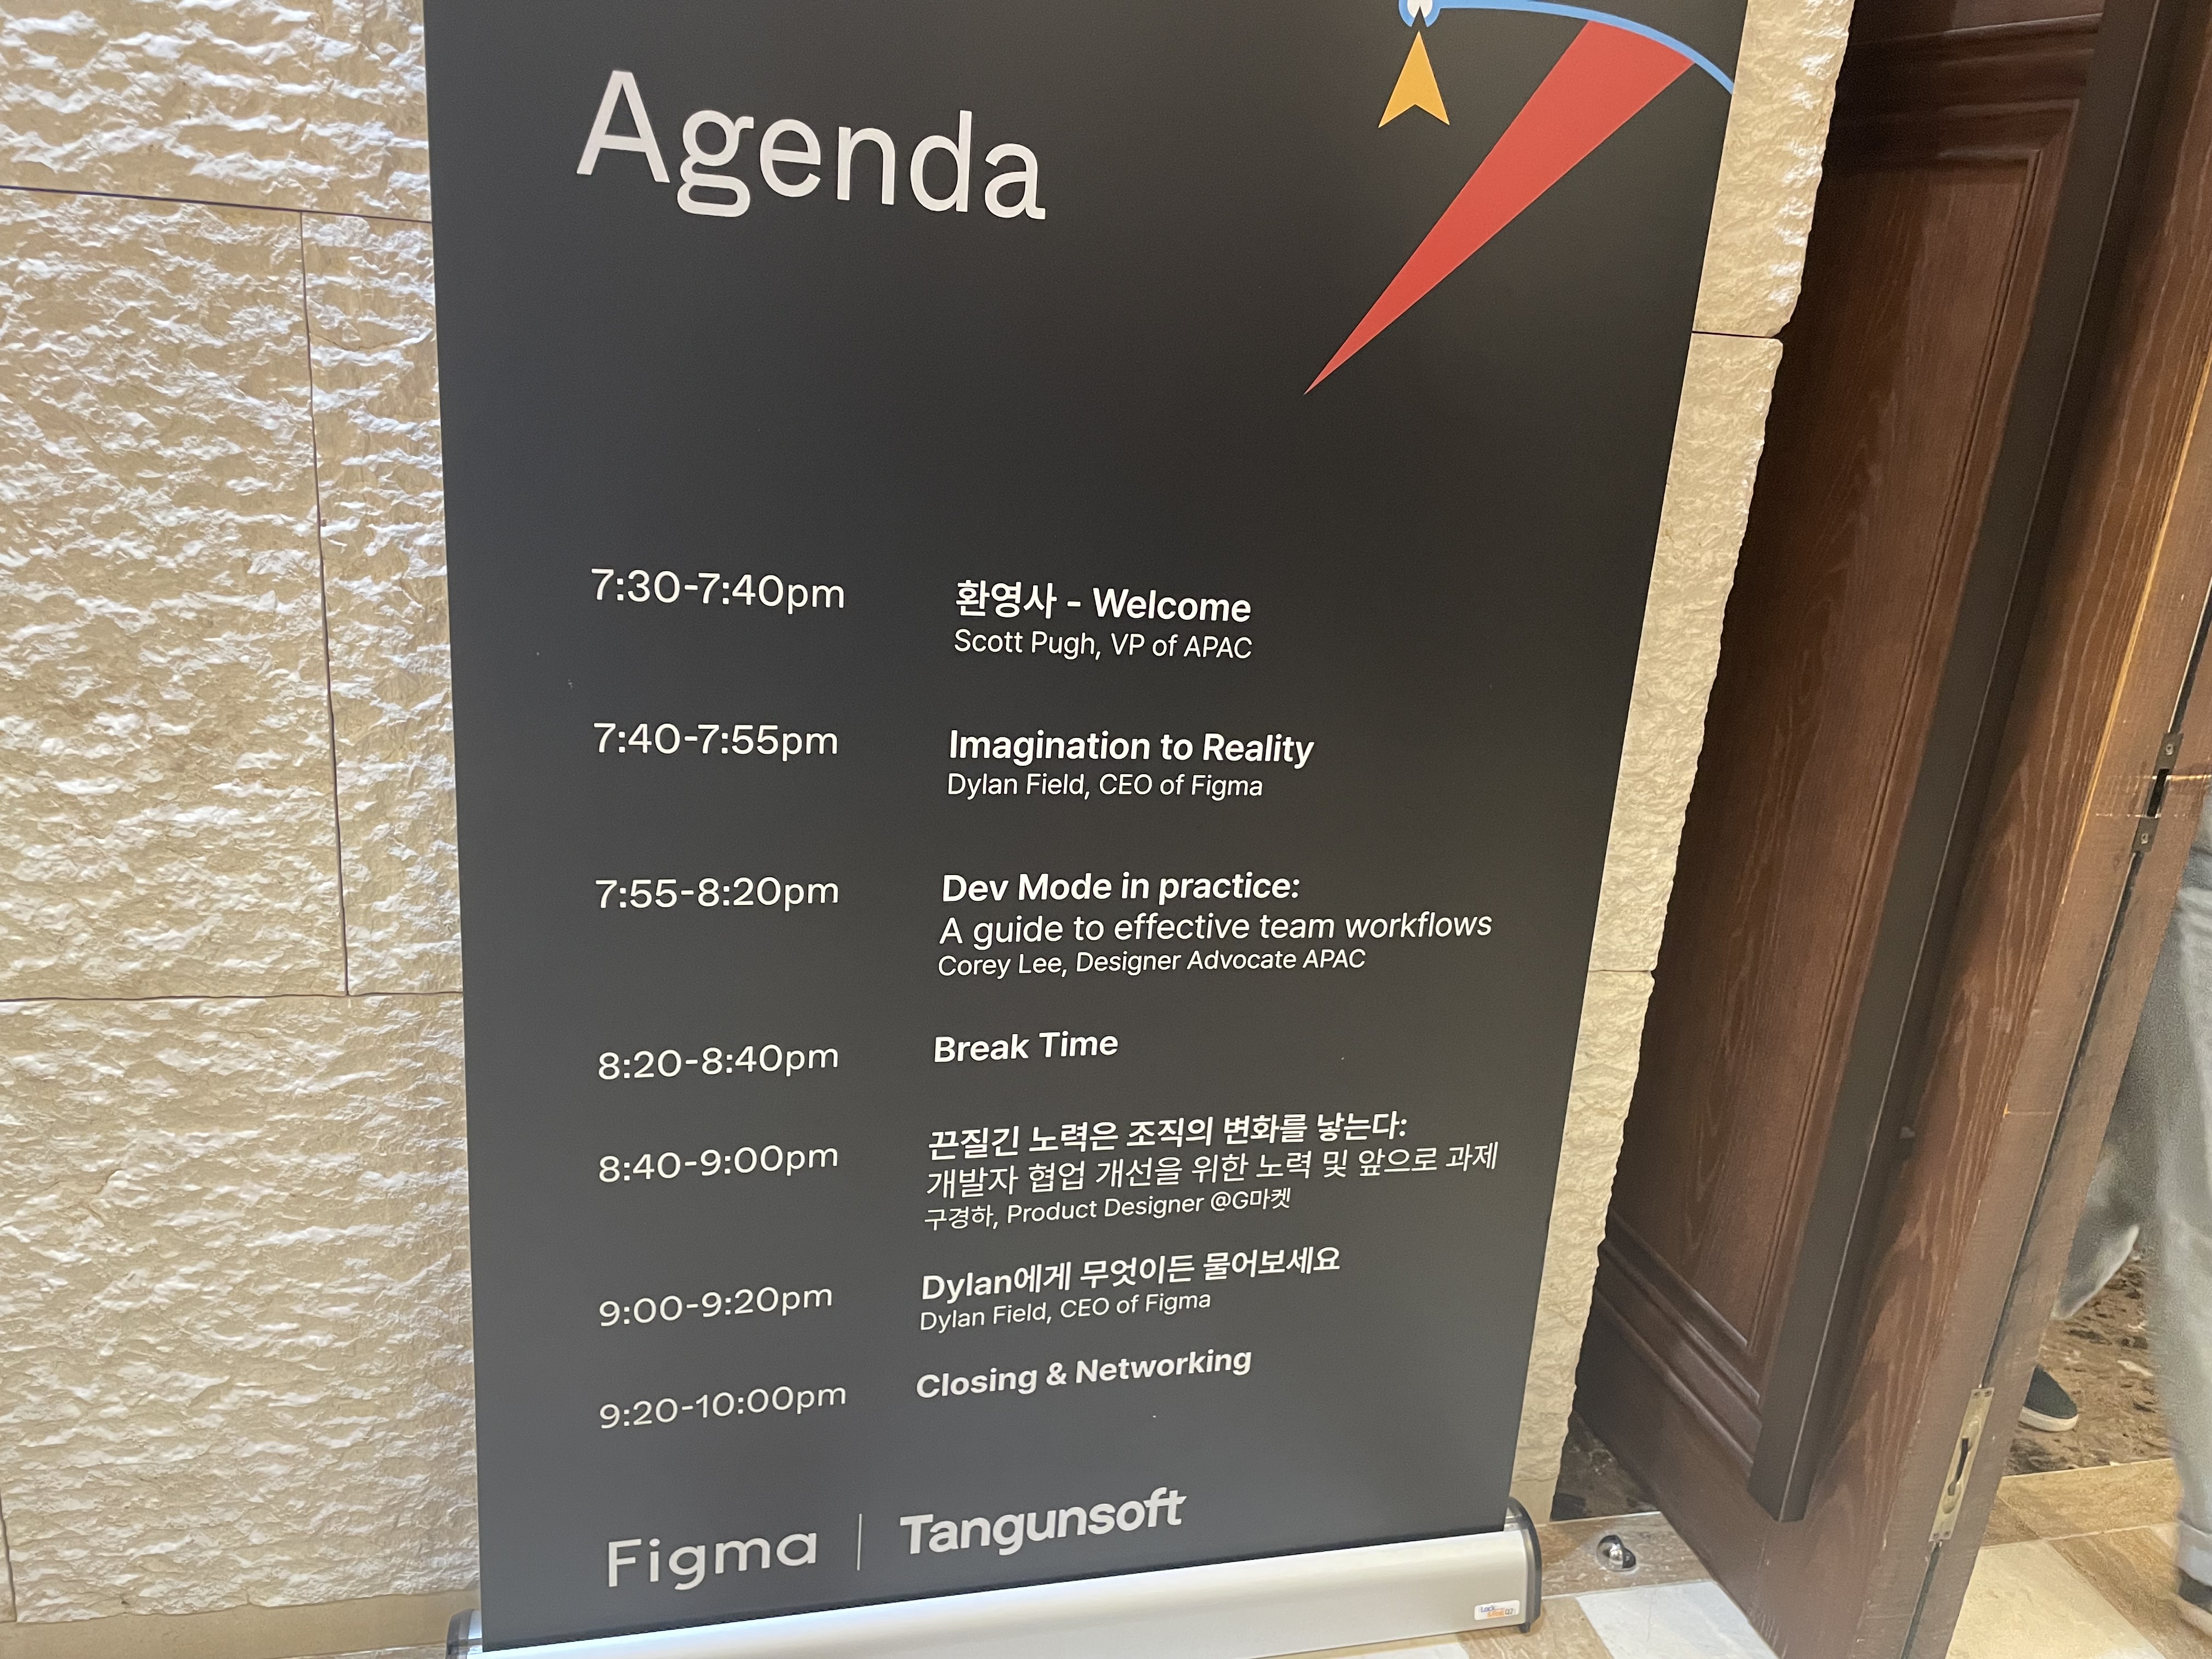 Agenda
7:30-7:40pm
환영사 - Welcome
Scott Pugh, VP of APAC
7:40-7:55pm
Imagination to Reality
Dylan Field, CEO of Figma
7:55-8:20pm
Dev Mode in practice:
A guide to effective team workflows
Corey Lee, Designer Advocate APAC
8:20-8:40pm
Break Time
8:40-9:00pm
끈질긴 노력은 조직의 변화를 낳는다:
개발자 협업 개선을 위한 노력 및 앞으로 과제
구경하, Product Designer @G마켓
9:00-9:20pm
Dylan에게 무엇이든 물어보세요
Dylan Field, CEO of Figma
9:20-10:00pm
Closing & Networking
Figma | Tangunsoft